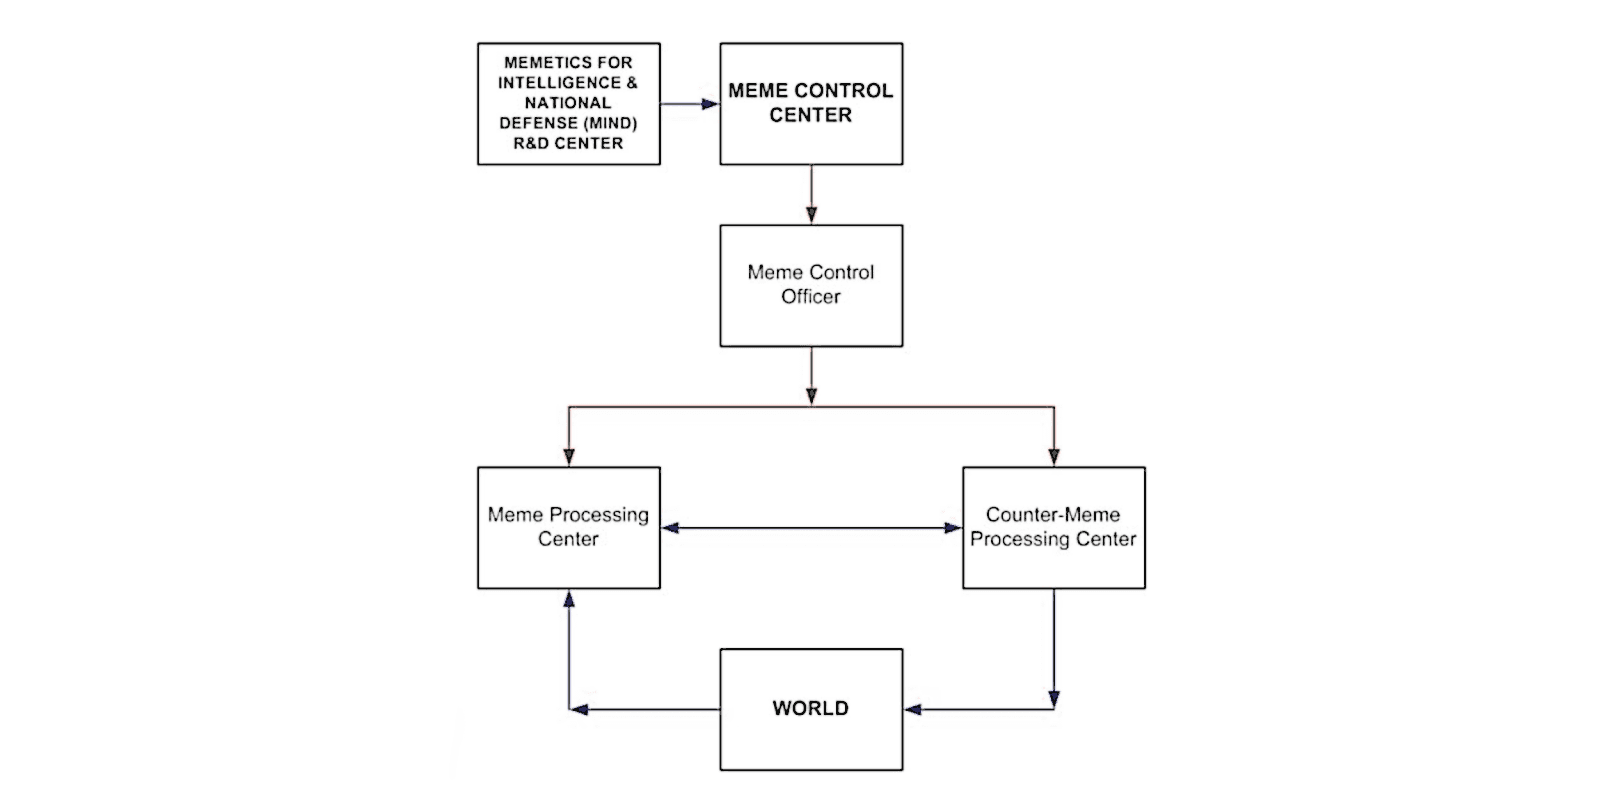 MEMETICS FOR
INTELLIGENCE &
NATIONAL
DEFENSE (MIND)
R&D CENTER
MEME CONTROL
CENTER
Meme Control
Officer
Meme Processing
Center
Counter-Meme
Processing Center
WORLD